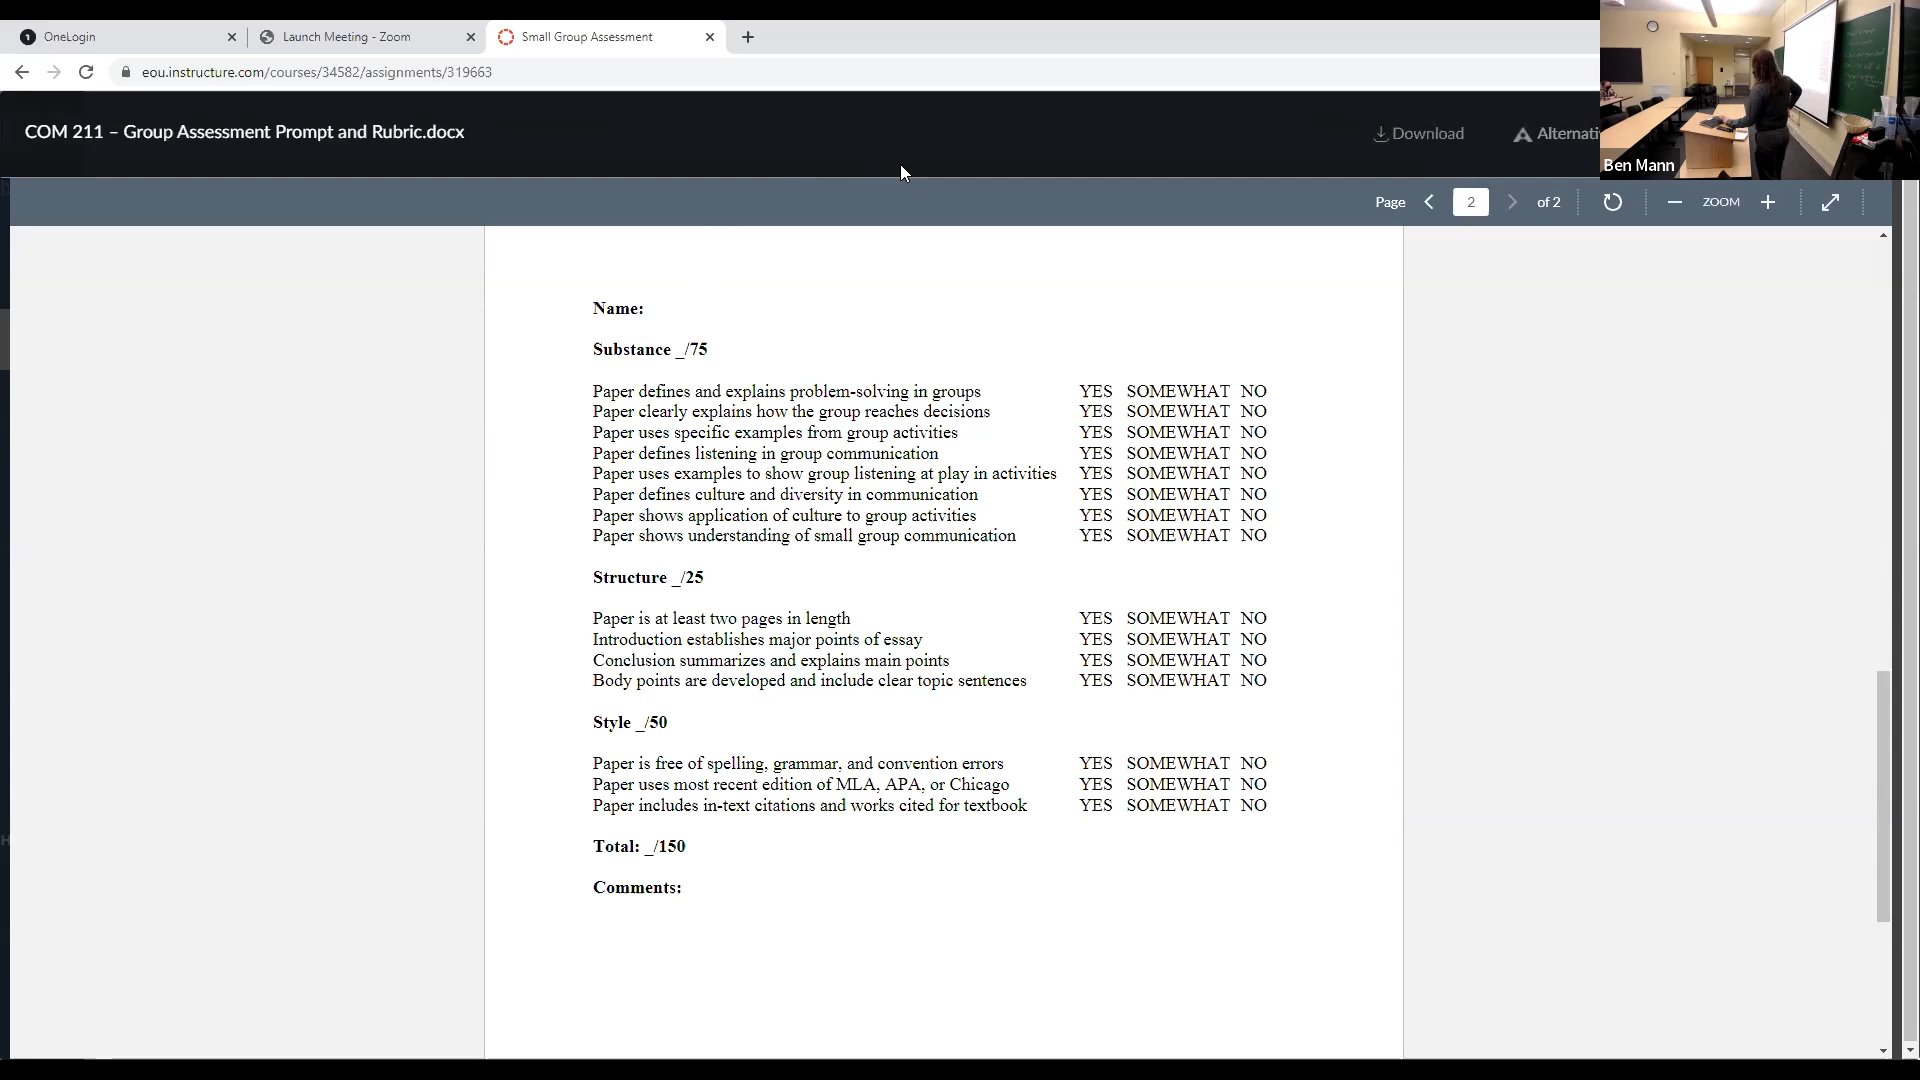 OneLogin
Launch Meeting - Zoom
Small Group Assessment
eou.instructure.com/courses/34582/assignments/319663
COM 211 – Group Assessment Prompt and Rubric.docx
Download
Alternati
Ben Mann
Page 2 of 2
ZOOM
Name:
Substance _/75
Paper defines and explains problem-solving in groups YES SOMEWHAT NO
Paper clearly explains how the group reaches decisions YES SOMEWHAT NO
Paper uses specific examples from group activities YES SOMEWHAT NO
Paper defines listening in group communication YES SOMEWHAT NO
Paper uses examples to show group listening at play in activities YES SOMEWHAT NO
Paper defines culture and diversity in communication YES SOMEWHAT NO
Paper shows application of culture to group activities YES SOMEWHAT NO
Paper shows understanding of small group communication YES SOMEWHAT NO
Structure _/25
Paper is at least two pages in length YES SOMEWHAT NO
Introduction establishes major points of essay YES SOMEWHAT NO
Conclusion summarizes and explains main points YES SOMEWHAT NO
Body points are developed and include clear topic sentences YES SOMEWHAT NO
Style _/50
Paper is free of spelling, grammar, and convention errors YES SOMEWHAT NO
Paper uses most recent edition of MLA, APA, or Chicago YES SOMEWHAT NO
Paper includes in-text citations and works cited for textbook YES SOMEWHAT NO
Total: _/150
Comments: